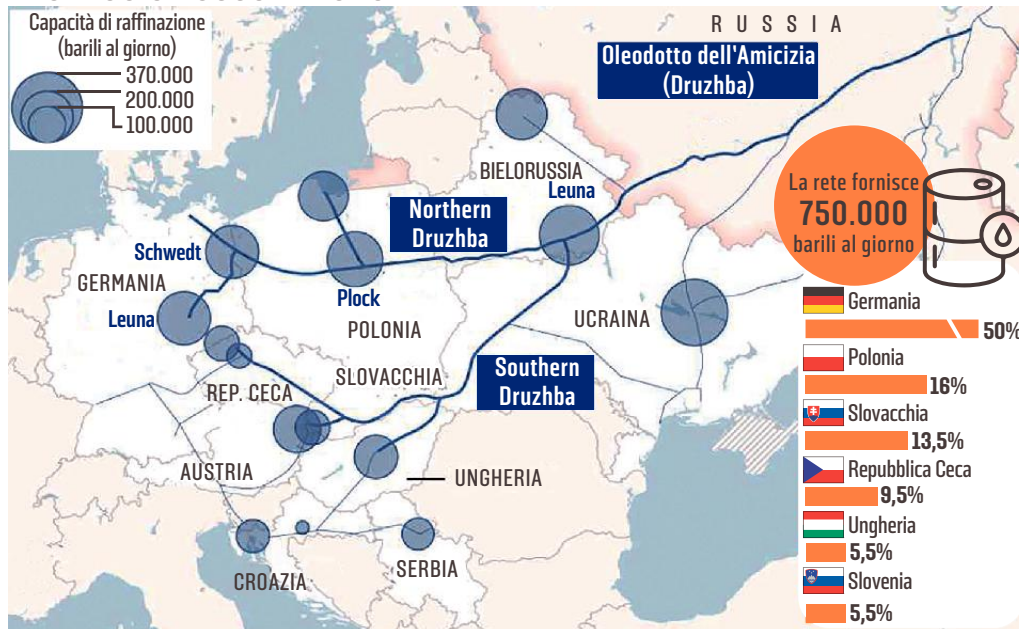 Capacità di raffinazione
(barili al giorno)
370.000
200.000
100.000
RUSSIA
Oleodotto dell'Amicizia
(Druzhba)
BIELORUSSIA
Leuna
La rete fornisce
750.000
barili al giorno
Northern
Druzhba
Schwedt
GERMANIA
Plock
Leuna
POLONIA
UCRAINA
Germania
50%
Polonia
16%
SLOVACCHIA
Southern
Druzhba
REP. CECA
Slovacchia
13,5%
AUSTRIA
UNGHERIA
Repubblica Ceca
9,5%
Ungheria
5,5%
CROAZIA
SERBIA
Slovenia
5,5%